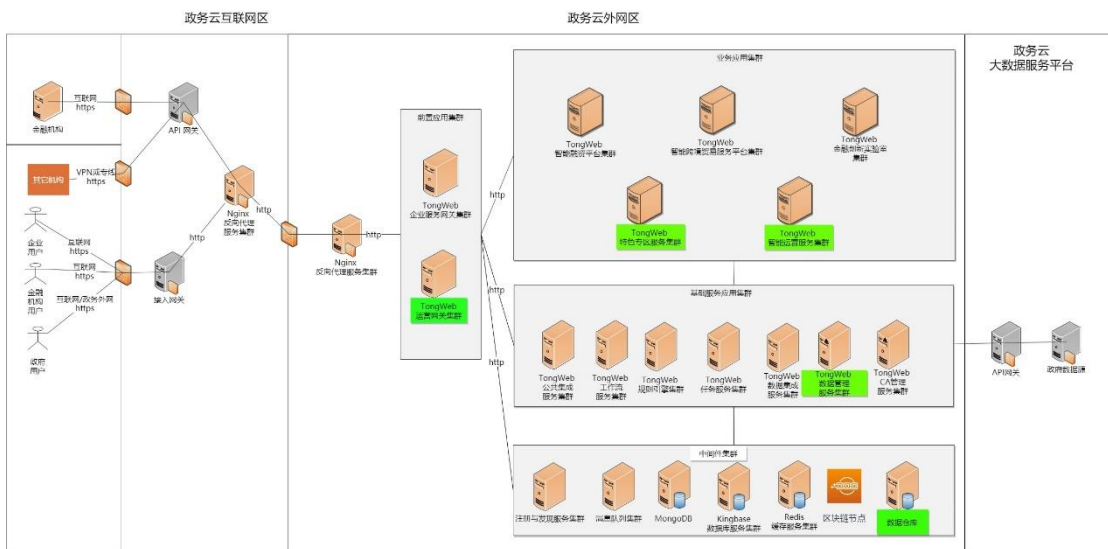 政务云互联网区
政务云外网区
政务云
大数据服务平台
互联网
https
金融机构
API 网关
其它机构
VPN或专线
https
Nginx
反向代理
服务集群
http
http
企业
用户
互联网
https
金融
机构
用户
互联网
https
互联网/政务外网
https
政府
用户
接入网关
Nginx
反向代理服务集群
http
前置应用集群
TongWeb
企业服务网关集群
TongWeb
运营网关集群
http
http
http
业务应用集群
TongWeb
智能融资平台集群
TongWeb
智能跨境贸易服务平台集群
TongWeb
金融创新实验室
集群
TongWeb
特色专区服务集群
TongWeb
智能运营服务集群
基础服务应用集群
TongWeb
公共集成
服务集群
TongWeb
工作流
服务集群
TongWeb
规则引擎集群
TongWeb
任务服务集群
TongWeb
数据集成
服务集群
TongWeb
数据管理
服务集群
TongWeb
CA管理
服务集群
API网关
政府数据源
中间件集群
注册与发现服务集群
消息队列集群
MongoDB
Kingbase
数据库服务集群
Redis
缓存服务集群
区块链节点
数据仓库